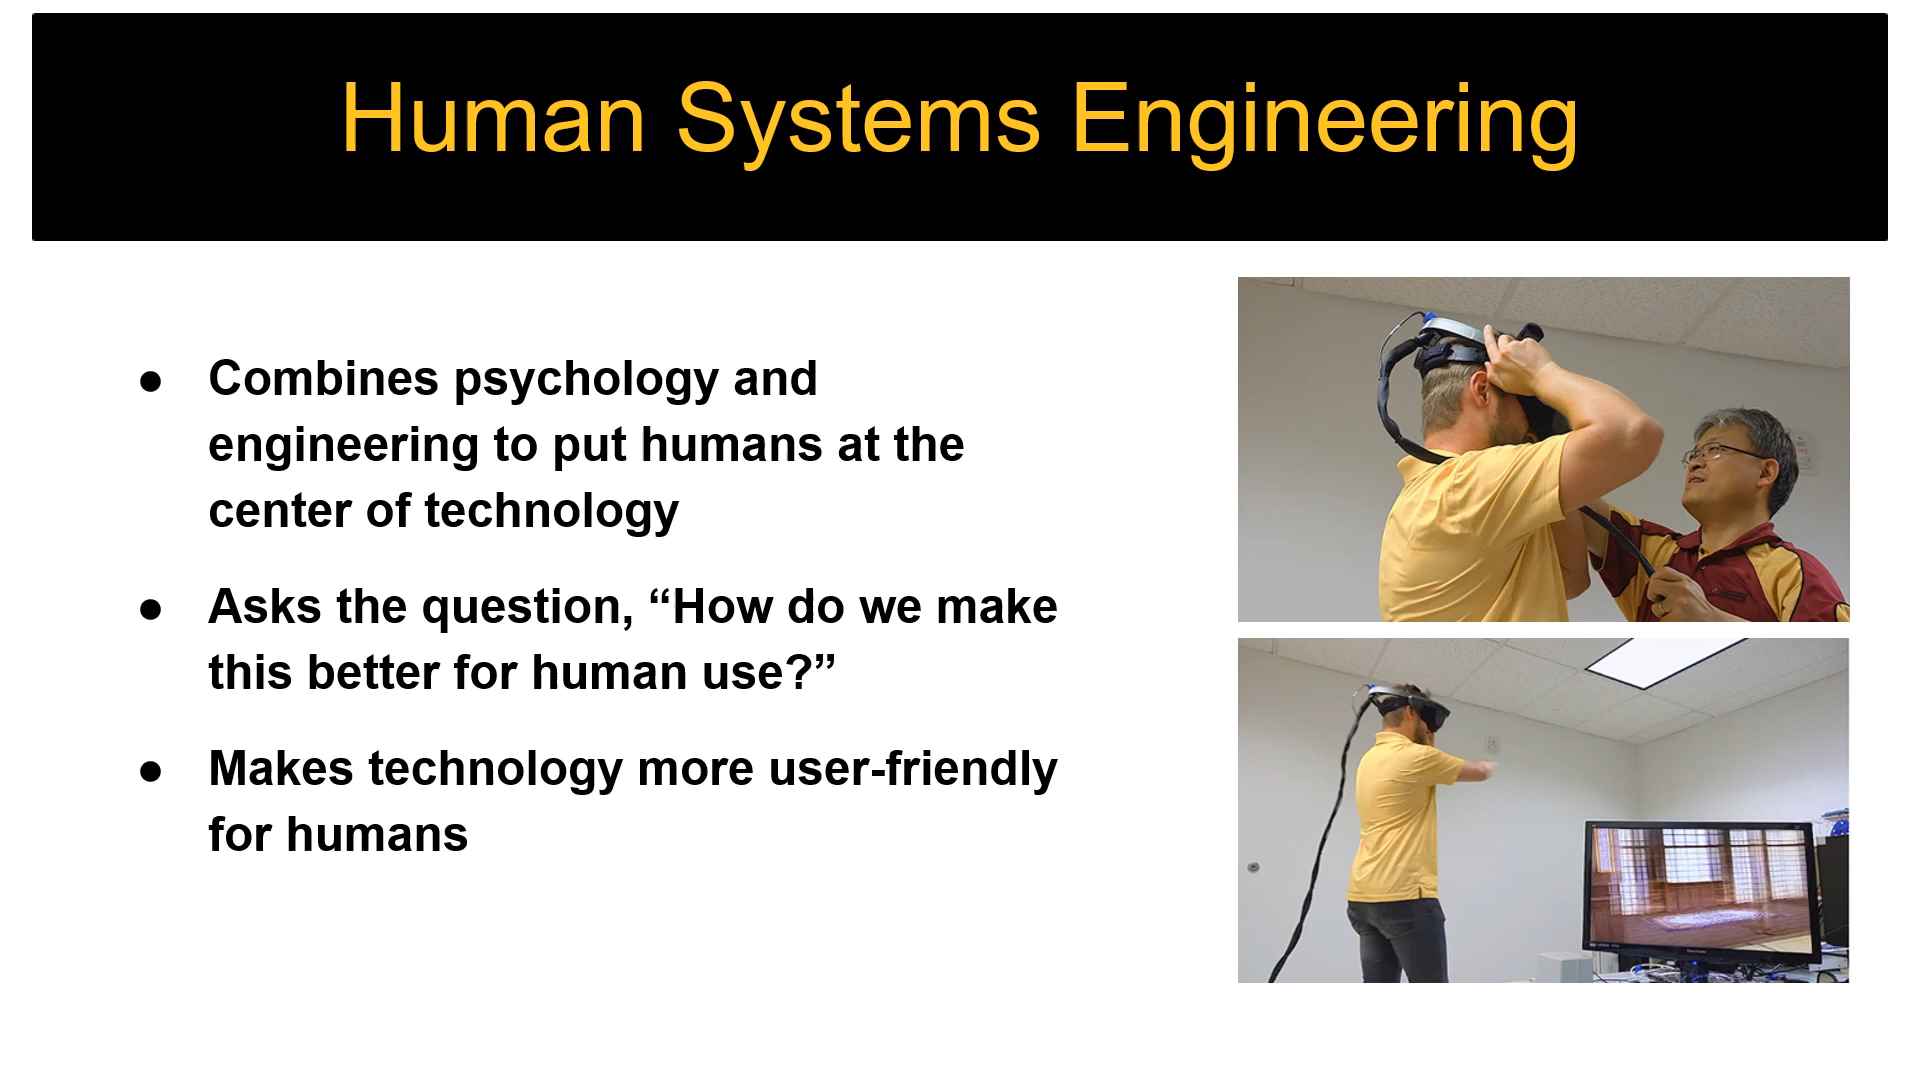 Human Systems Engineering
● Combines psychology and
engineering to put humans at the
center of technology
● Asks the question, “How do we make
this better for human use?”
● Makes technology more user-friendly
for humans